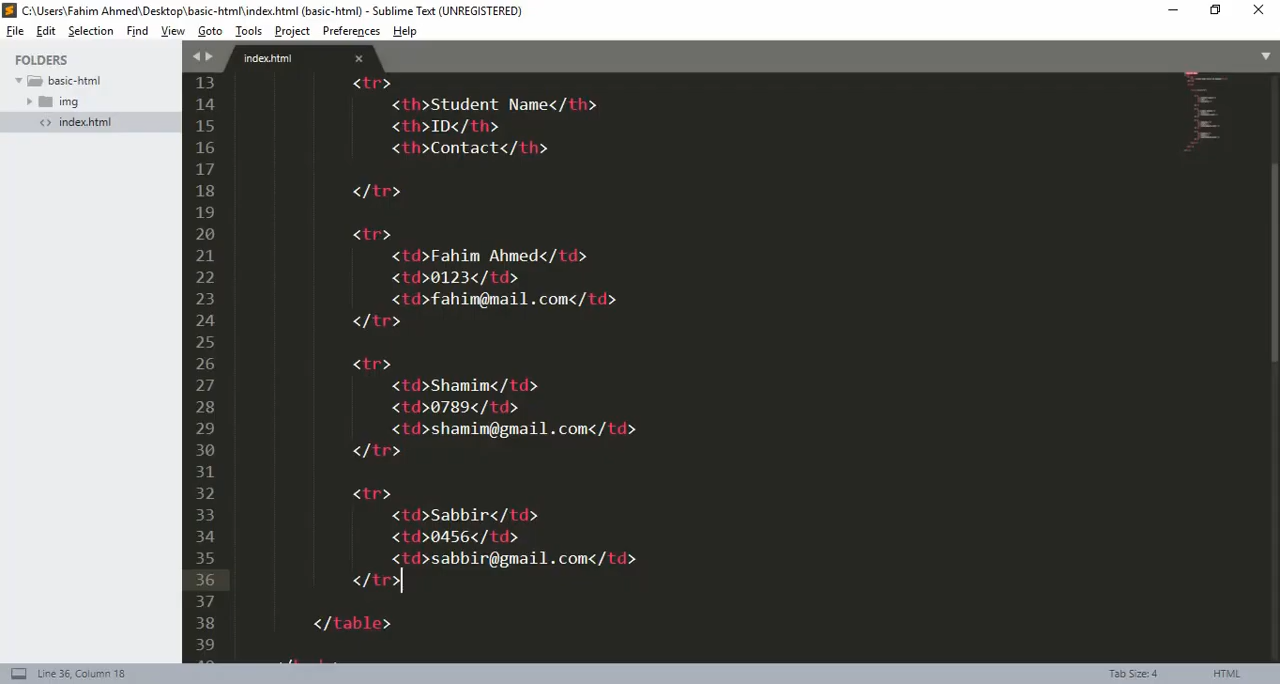 C:\Users\Fahim Ahmed\Desktop\basic-html\index.html (basic-html) - Sublime Text (UNREGISTERED)
File Edit Selection Find View Goto Tools Project Preferences Help
FOLDERS
basic-html
img
<> index.html
index.html ×
13 <tr>
14 <th>Student Name</th>
15 <th>ID</th>
16 <th>Contact</th>
17
18 </tr>
19
20 <tr>
21 <td>Fahim Ahmed</td>
22 <td>0123</td>
23 <td>fahim@mail.com</td>
24 </tr>
25
26 <tr>
27 <td>Shamim</td>
28 <td>0789</td>
29 <td>shamim@gmail.com</td>
30 </tr>
31
32 <tr>
33 <td>Sabbir</td>
34 <td>0456</td>
35 <td>sabbir@gmail.com</td>
36 </tr>
37
38 </table>
39
Line 36, Column 18 Tab Size: 4 HTML